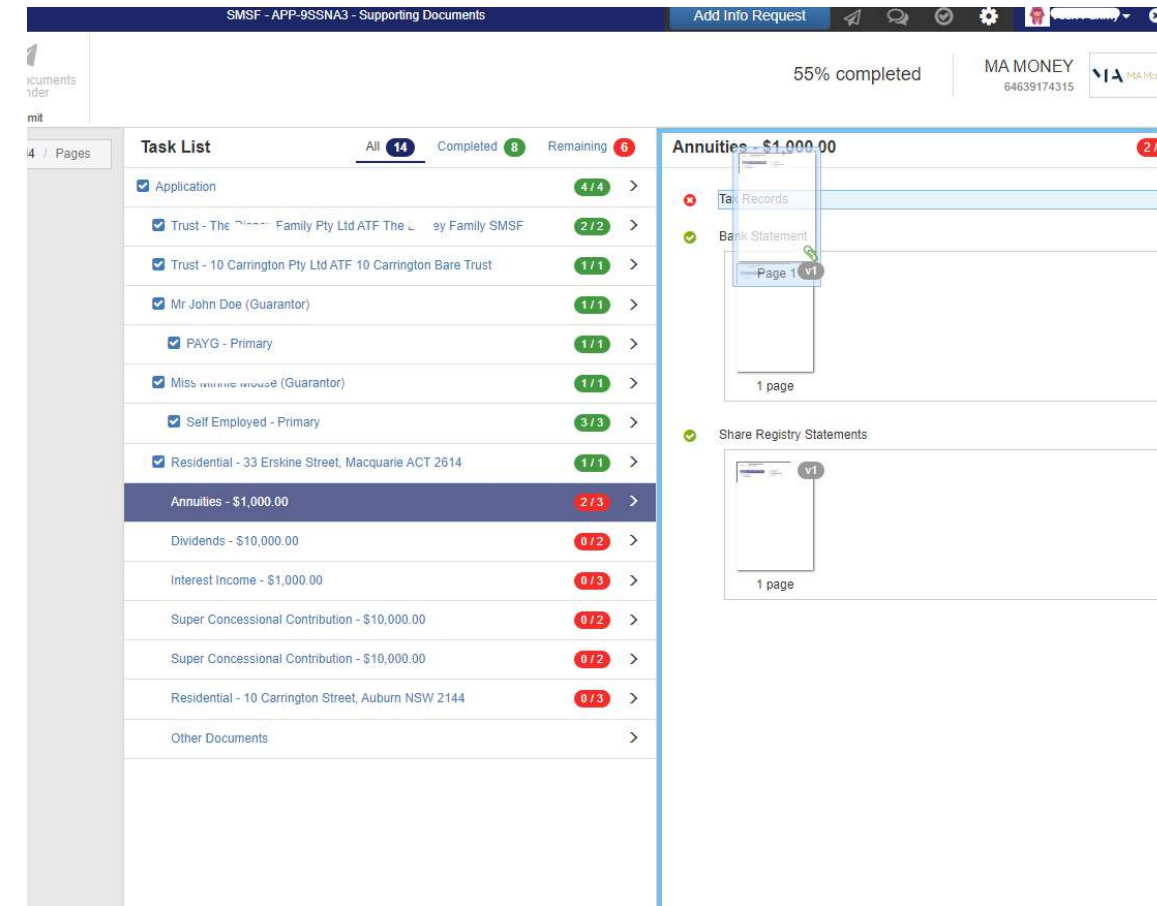 SMSF - APP-9SSNA3 - Supporting Documents
Add Info Request
mit
55% completed
MA MONEY
64639174315
4 / Pages
Task List
All 14
Completed 8
Remaining 6
Application
4 / 4
Trust - The Family Pty Ltd ATF The ey Family SMSF
2 / 2
Trust - 10 Carrington Pty Ltd ATF 10 Carrington Bare Trust
1 / 1
Mr John Doe (Guarantor)
1 / 1
PAYG - Primary
1 / 1
Miss Minnie Mouse (Guarantor)
1 / 1
Self Employed - Primary
3 / 3
Residential - 33 Erskine Street, Macquarie ACT 2614
1 / 1
Annuities - $1,000.00
2 / 3
Dividends - $10,000.00
0 / 2
Interest Income - $1,000.00
0 / 3
Super Concessional Contribution - $10,000.00
0 / 2
Super Concessional Contribution - $10,000.00
0 / 2
Residential - 10 Carrington Street, Auburn NSW 2144
0 / 3
Other Documents
Annuities - $1,000.00
2 /
Tax Records
Bank Statement
Page 1
v1
1 page
Share Registry Statements
v1
1 page